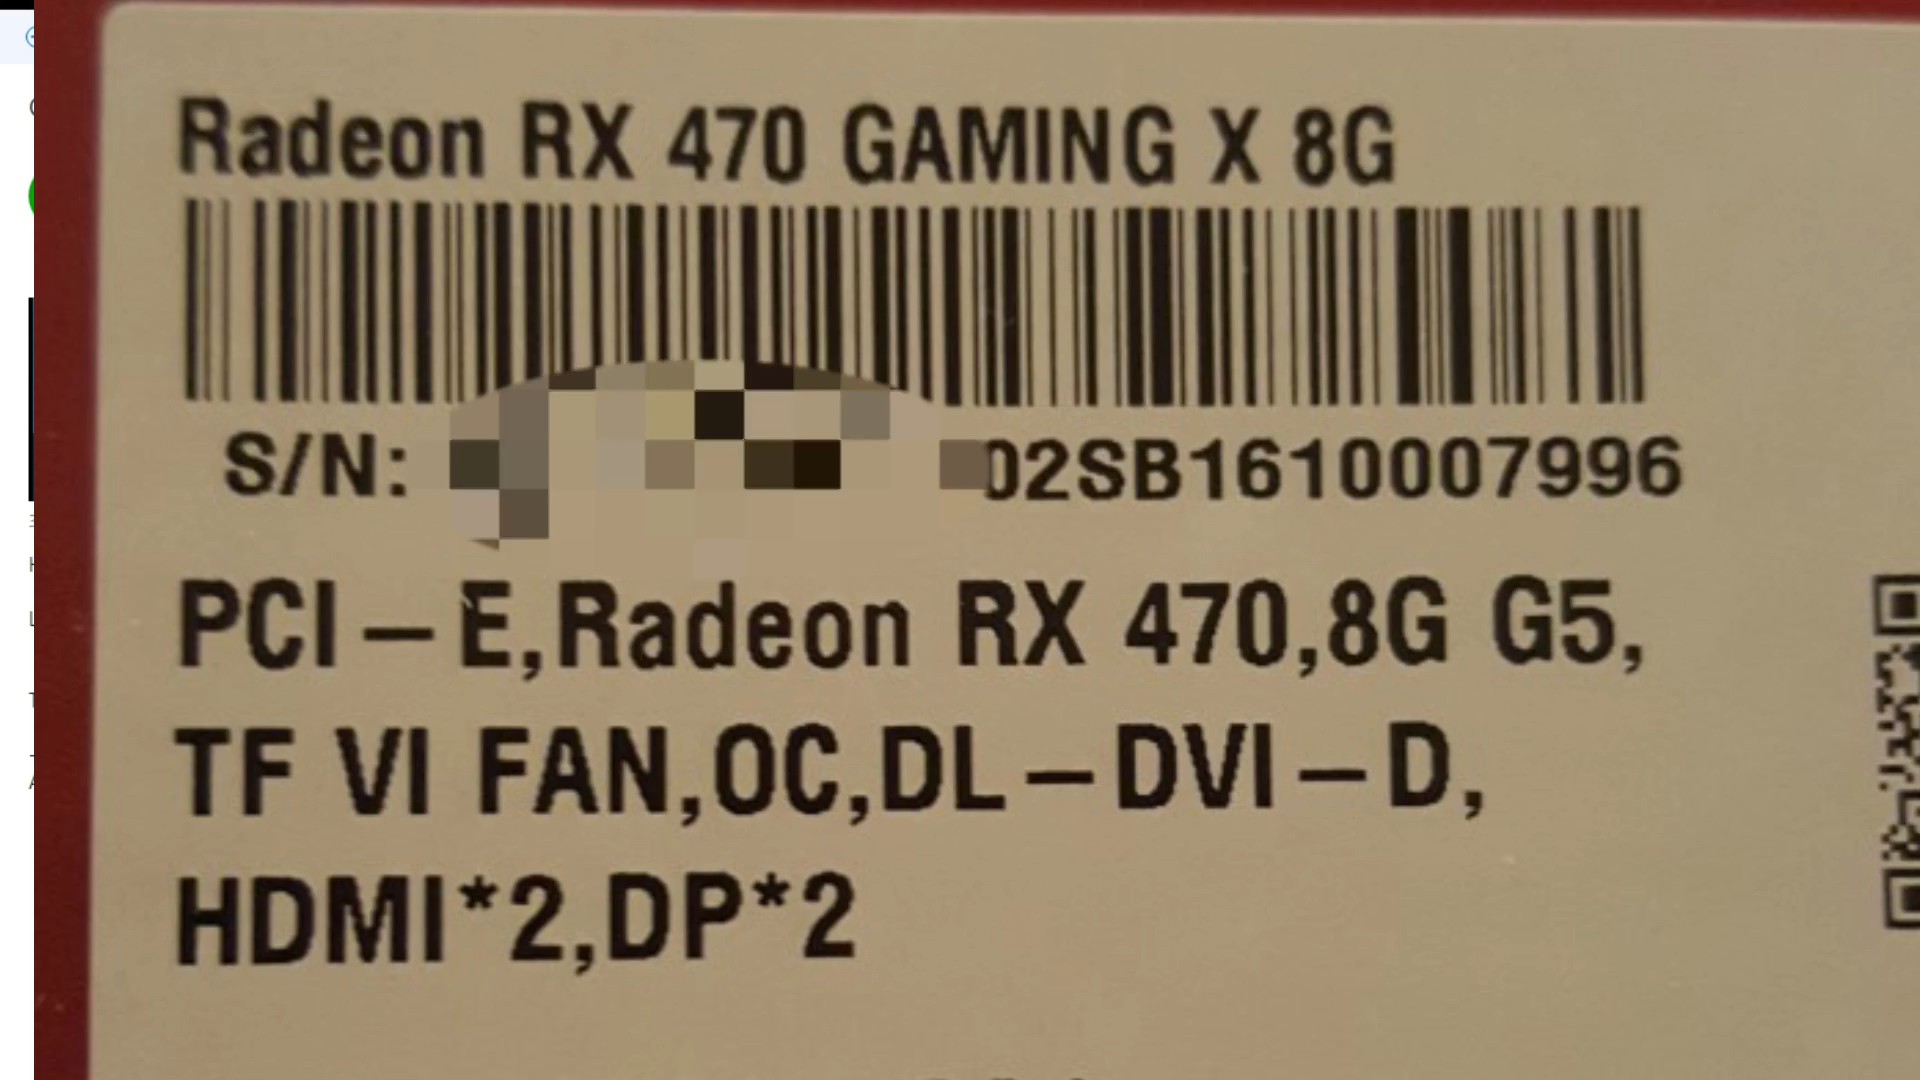 Radeon RX 470 GAMING X 8G
S/N: 02SB1610007996
PCI-E,Radeon RX 470,8G G5,
TF VI FAN,OC,DL-DVI-D,
HDMI*2,DP*2